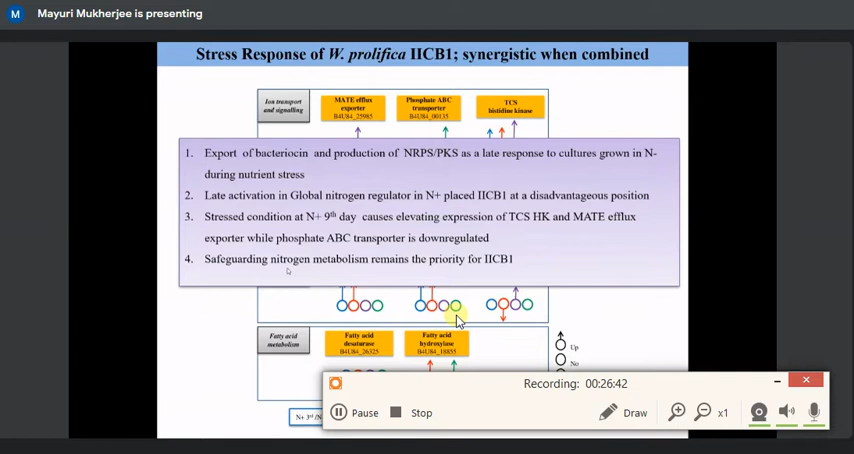 M Mayuri Mukherjee is presenting
Stress Response of W. prolifica IICB1; synergistic when combined
Ion transport
and signalling
MATE efflux
exporter
B4U84_25985
Phosphate ABC
transporter
B4U84_00135
TCS
histidine kinase
1. Export of bacteriocin and production of NRPS/PKS as a late response to cultures grown in N-
during nutrient stress
2. Late activation in Global nitrogen regulator in N+ placed IICB1 at a disadvantageous position
3. Stressed condition at N+ 9th day causes elevating expression of TCS HK and MATE efflux
exporter while phosphate ABC transporter is downregulated
4. Safeguarding nitrogen metabolism remains the priority for IICB1
Fatty acid
metabolism
Fatty acid
desaturase
B4U84_26325
Fatty acid
hydroxylase
B4U84_18855
Up
No
N+ 3rd /N
Recording: 00:26:42
Pause
Stop
Draw
x1